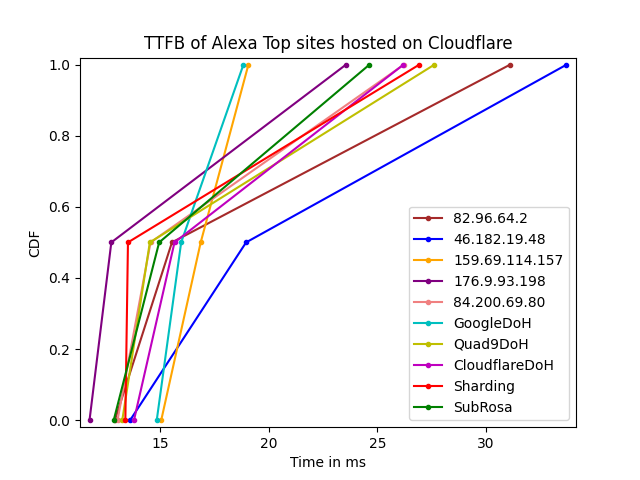 TTFB of Alexa Top sites hosted on Cloudflare
1.0
0.8
0.6
0.4
0.2
0.0
CDF
82.96.64.2
46.182.19.48
159.69.114.157
176.9.93.198
84.200.69.80
GoogleDoH
Quad9DoH
CloudflareDoH
Sharding
SubRosa
15 20 25 30
Time in ms